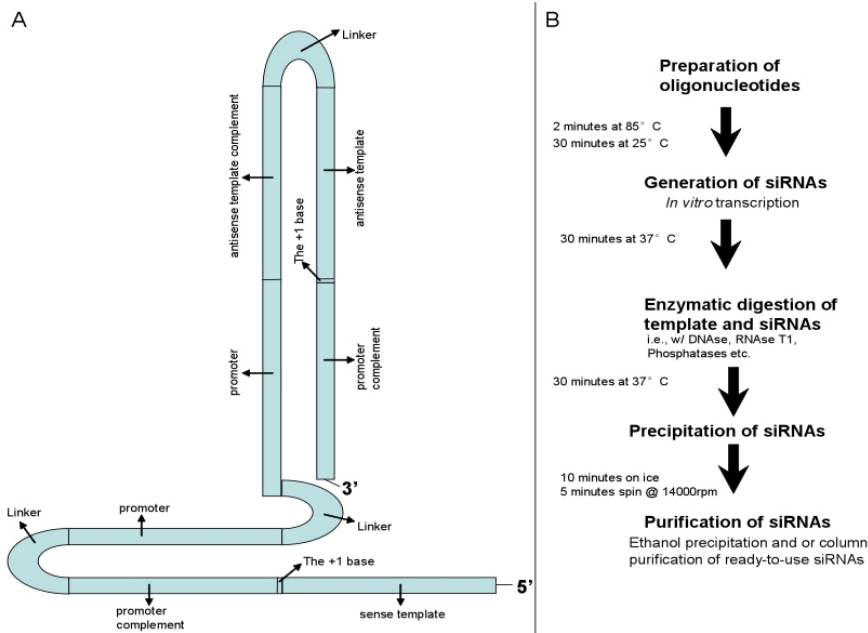 A
Linker
antisense template complement
antisense template
The +1 base
promoter
promoter
complement
3’
Linker
promoter
Linker
The +1 base
5’
promoter
complement
sense template
B
Preparation of
oligonucleotides
2 minutes at 85° C
30 minutes at 25° C
Generation of siRNAs
In vitro transcription
30 minutes at 37° C
Enzymatic digestion of
template and siRNAs
i.e., w/ DNAse, RNAse T1,
Phosphatases etc.
30 minutes at 37° C
Precipitation of siRNAs
10 minutes on ice
5 minutes spin @ 14000rpm
Purification of siRNAs
Ethanol precipitation and or column
purification of ready-to-use siRNAs